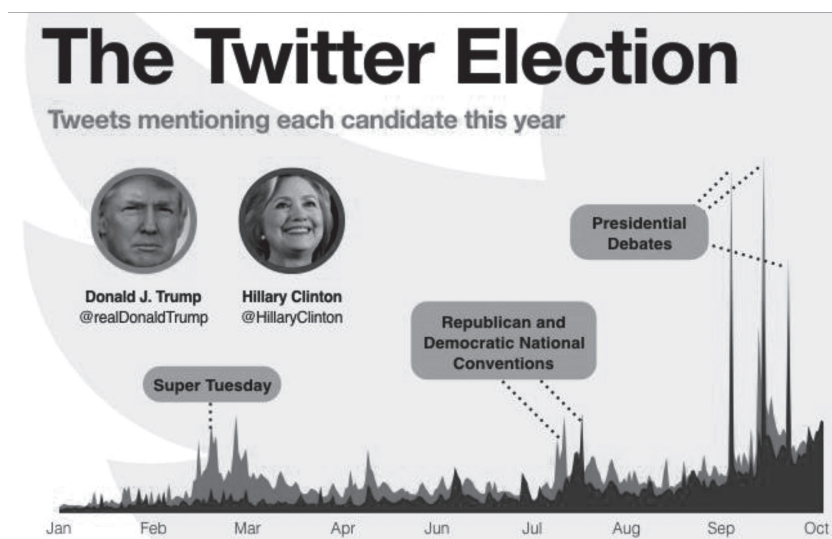 The Twitter Election
Tweets mentioning each candidate this year
Donald J. Trump
@realDonaldTrump
Hillary Clinton
@HillaryClinton
Super Tuesday
Republican and
Democratic National
Conventions
Presidential
Debates
Jan Feb Mar Apr Jun Jul Aug Sep Oct